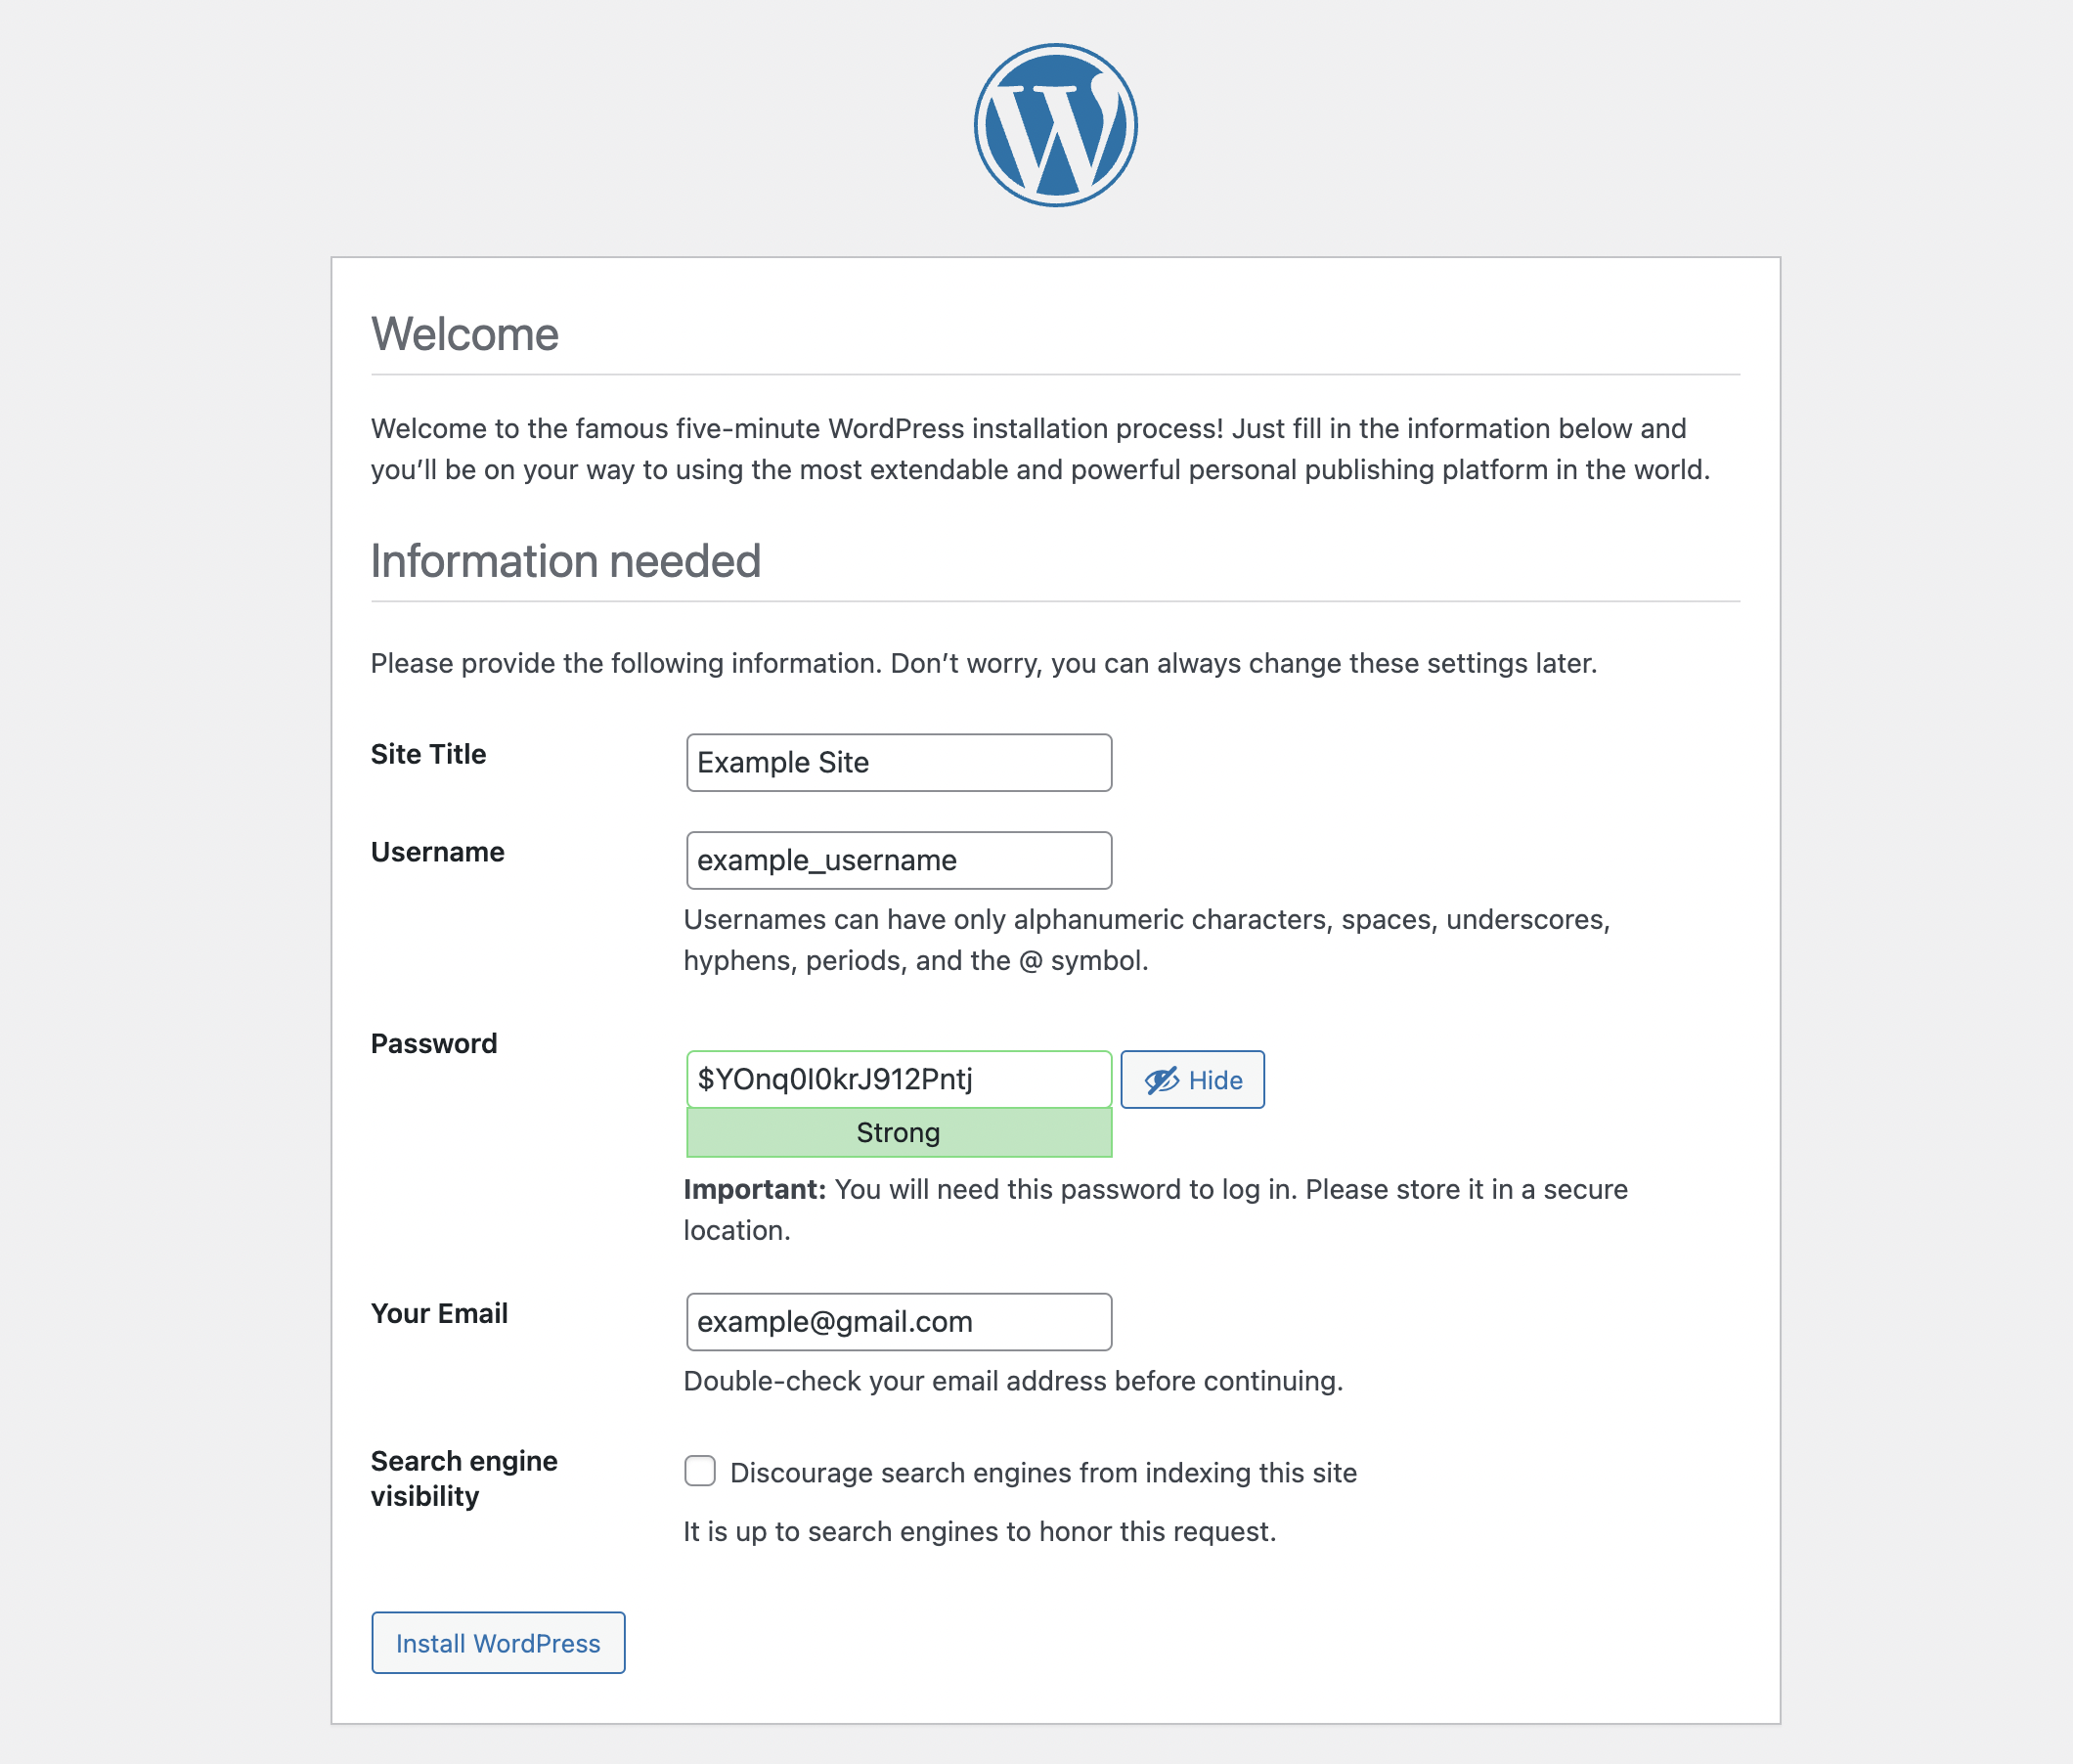 Welcome
Welcome to the famous five-minute WordPress installation process! Just fill in the information below and
you’ll be on your way to using the most extendable and powerful personal publishing platform in the world.
Information needed
Please provide the following information. Don’t worry, you can always change these settings later.
Site Title
Example Site
Username
example_username
Usernames can have only alphanumeric characters, spaces, underscores,
hyphens, periods, and the @ symbol.
Password
$YOnq0I0krJ912Pntj
Hide
Strong
Important: You will need this password to log in. Please store it in a secure
location.
Your Email
example@gmail.com
Double-check your email address before continuing.
Search engine
visibility
Discourage search engines from indexing this site
It is up to search engines to honor this request.
Install WordPress